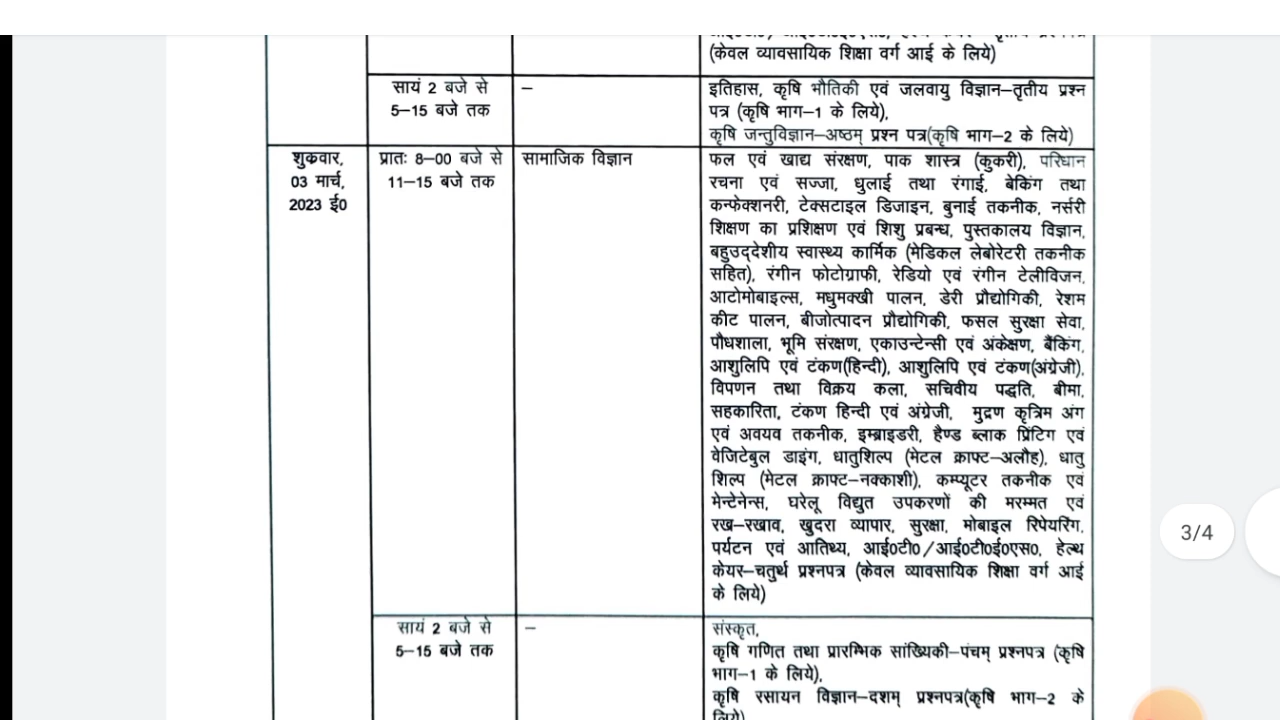 (केवल व्यावसायिक शिक्षा वर्ग आई के लिये)
सायं 2 बजे से
5–15 बजे तक
–
इतिहास, कृषि भौतिकी एवं जलवायु विज्ञान–तृतीय प्रश्न
पत्र (कृषि भाग–1 के लिये),
कृषि जन्तुविज्ञान–अष्ठम् प्रश्न पत्र(कृषि भाग–2 के लिये)
शुक्रवार,
03 मार्च,
2023 ई0
प्रातः 8–00 बजे से
11–15 बजे तक
सामाजिक विज्ञान
फल एवं खाद्य संरक्षण, पाक शास्त्र (कुकरी), परिधान
रचना एवं सज्जा, धुलाई तथा रंगाई, बेकिंग तथा
कन्फेक्शनरी, टेक्सटाइल डिजाइन, बुनाई तकनीक, नर्सरी
शिक्षण का प्रशिक्षण एवं शिशु प्रबन्ध, पुस्तकालय विज्ञान,
बहुउद्देशीय स्वास्थ्य कार्मिक (मेडिकल लेबोरेटरी तकनीक
सहित), रंगीन फोटोग्राफी, रेडियो एवं रंगीन टेलीविजन,
आटोमोबाइल्स, मधुमक्खी पालन, डेरी प्रौद्योगिकी, रेशम
कीट पालन, बीजोत्पादन प्रौद्योगिकी, फसल सुरक्षा सेवा,
पौधशाला, भूमि संरक्षण, एकाउन्टेन्सी एवं अंकेक्षण, बैंकिंग,
आशुलिपि एवं टंकण(हिन्दी), आशुलिपि एवं टंकण(अंग्रेजी),
विपणन तथा विक्रय कला, सचिवीय पद्धति, बीमा,
सहकारिता, टंकण हिन्दी एवं अंग्रेजी, मुद्रण कृत्रिम अंग
एवं अवयव तकनीक, इम्ब्राइडरी, हैण्ड ब्लाक प्रिंटिग एवं
वेजिटेबुल डाइंग, धातुशिल्प (मेटल क्राफ्ट–अलौह), धातु
शिल्प (मेटल क्राफ्ट–नक्काशी), कम्प्यूटर तकनीक एवं
मेन्टेनेन्स, घरेलू विद्युत उपकरणों की मरम्मत एवं
रख–रखाव, खुदरा व्यापार, सुरक्षा, मोबाइल रिपेयरिंग,
पर्यटन एवं आतिथ्य, आई0टी0/आई0टी0ई0एस0, हेल्थ
केयर–चतुर्थ प्रश्नपत्र (केवल व्यावसायिक शिक्षा वर्ग आई
के लिये)
सायं 2 बजे से
5–15 बजे तक
–
संस्कृत,
कृषि गणित तथा प्रारम्भिक सांख्यिकी–पंचम् प्रश्नपत्र (कृषि
भाग–1 के लिये),
कृषि रसायन विज्ञान–दशम् प्रश्नपत्र(कृषि भाग–2 के
लिये)
3/4